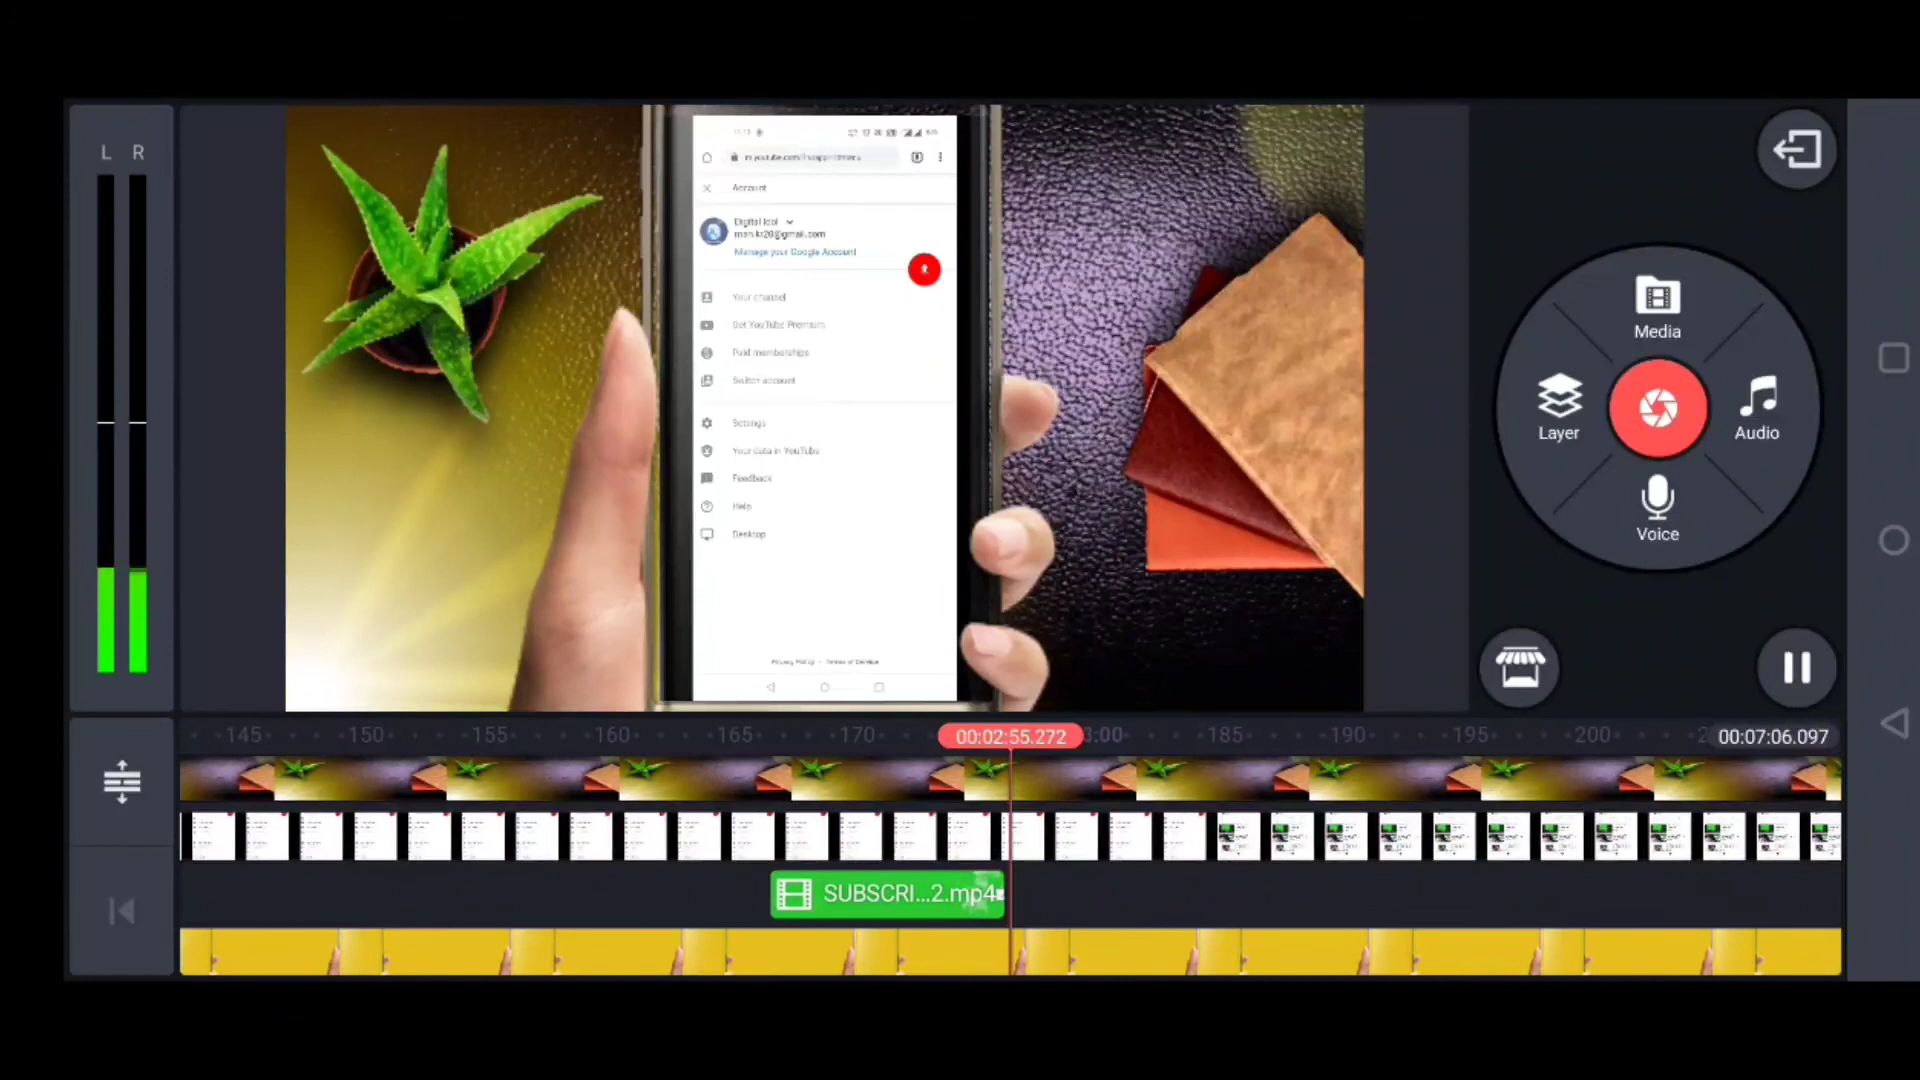 L R
Account
Digital Idol
man.kr20@gmail.com
Manage your Google Account
Your channel
Get YouTube Premium
Paid memberships
Switch account
Settings
Your data in YouTube
Feedback
Help
Desktop
Privacy Policy • Terms of Service
Media
Layer
Audio
Voice
145 150 155 160 165 170 00:02:55.272 3:00 185 190 195 200 00:07:06.097
SUBSCRI...2.mp4